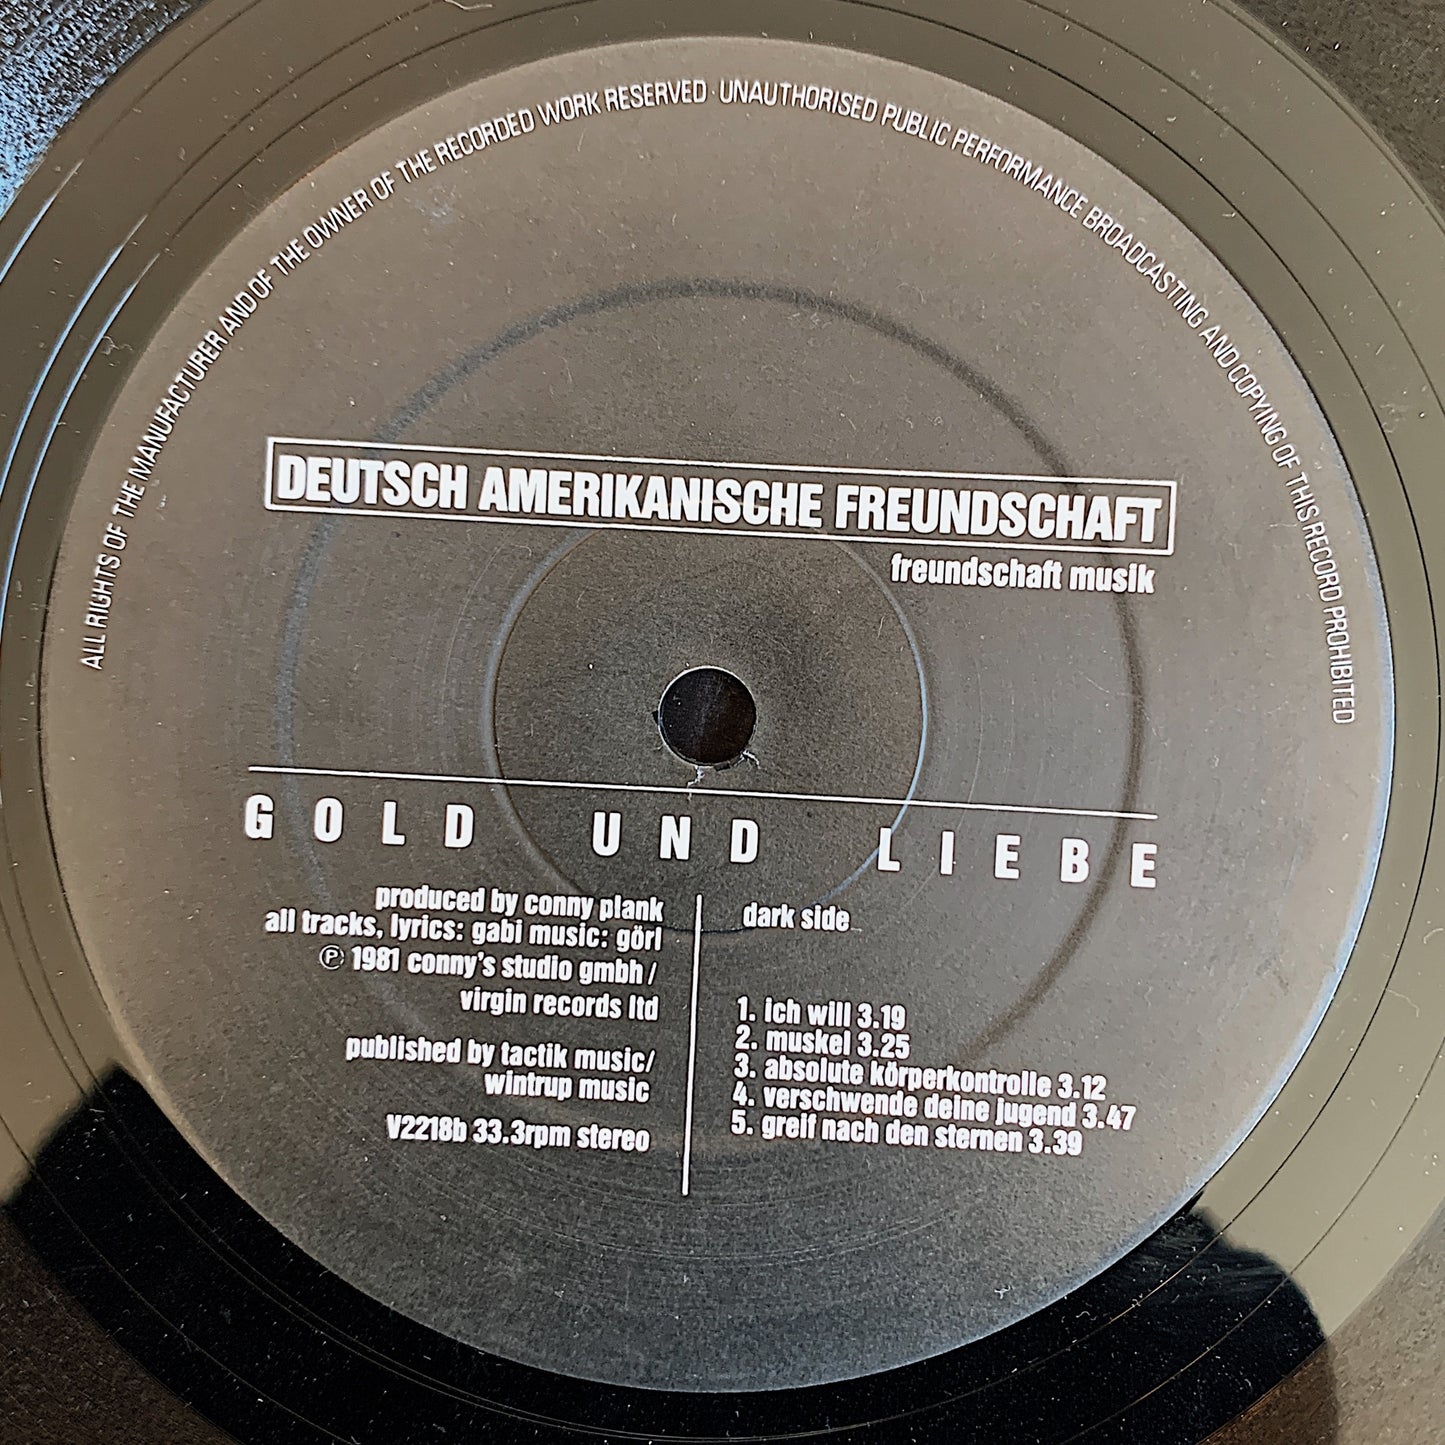 ALL RIGHTS OF THE MANUFACTURER AND OF THE OWNER OF THE RECORDED WORK RESERVED · UNAUTHORISED PUBLIC PERFORMANCE BROADCASTING AND COPYING OF THIS RECORD PROHIBITED
DEUTSCH AMERIKANISCHE FREUNDSCHAFT
freundschaft musik
GOLD UND LIEBE
produced by conny plank
all tracks, lyrics: gabi music: görl
℗ 1981 conny's studio gmbh /
virgin records ltd
published by tactik music/
wintrup music
V2218b 33.3rpm stereo
dark side
1. ich will 3.19
2. muskel 3.25
3. absolute körperkontrolle 3.12
4. verschwende deine jugend 3.47
5. greif nach den sternen 3.39